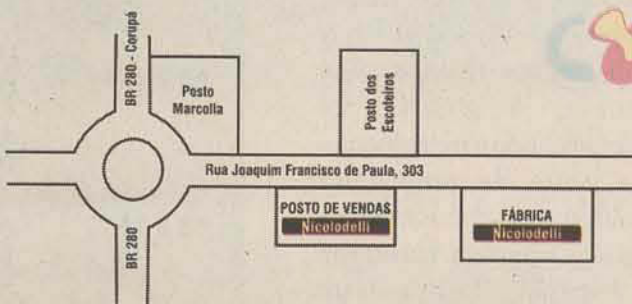 BR 280 - Corupá
Posto
Marcolla
Posto dos
Escoteiros
Rua Joaquim Francisco de Paula, 303
POSTO DE VENDAS
Nicolodelli
FÁBRICA
Nicolodelli
BR 280